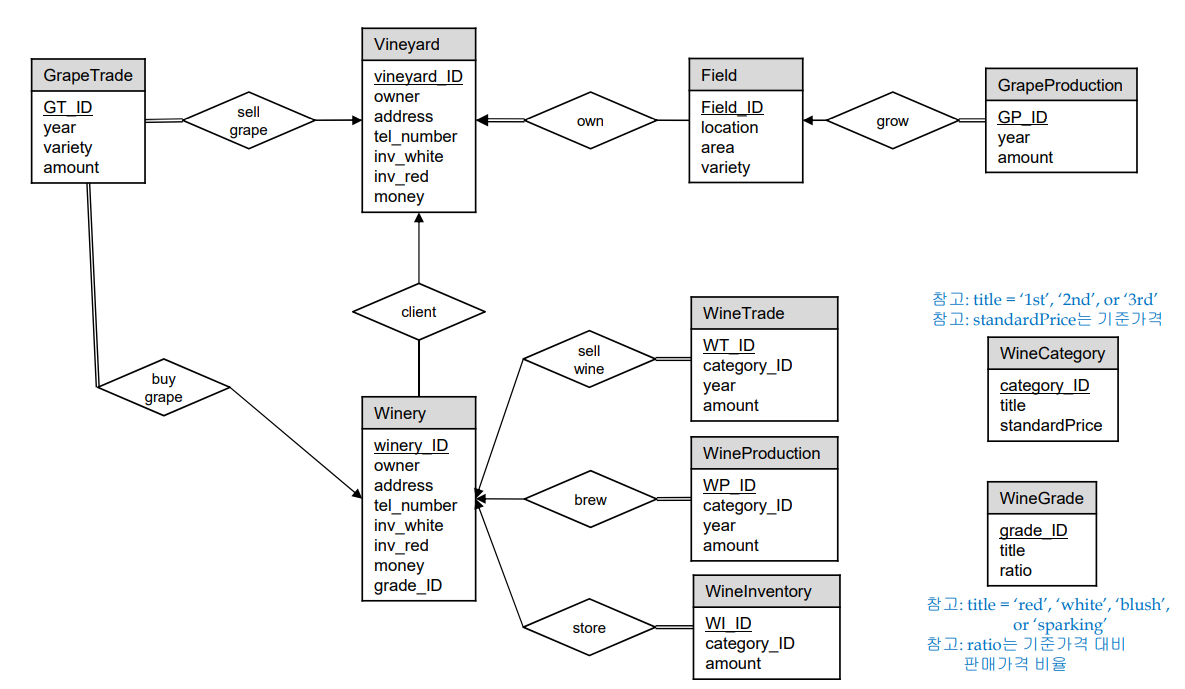 GrapeTrade
GT_ID
year
variety
amount
sell
grape
Vineyard
vineyard_ID
owner
address
tel_number
inv_white
inv_red
money
own
Field
Field_ID
location
area
variety
grow
GrapeProduction
GP_ID
year
amount
client
buy
grape
Winery
winery_ID
owner
address
tel_number
inv_white
inv_red
money
grade_ID
sell
wine
WineTrade
WT_ID
category_ID
year
amount
brew
WineProduction
WP_ID
category_ID
year
amount
store
WineInventory
WI_ID
category_ID
amount
참고: title = ‘1st’, ‘2nd’, or ‘3rd’
참고: standardPrice는 기준가격
WineCategory
category_ID
title
standardPrice
WineGrade
grade_ID
title
ratio
참고: title = ‘red’, ‘white’, ‘blush’,
or ‘sparking’
참고: ratio는 기준가격 대비
판매가격 비율